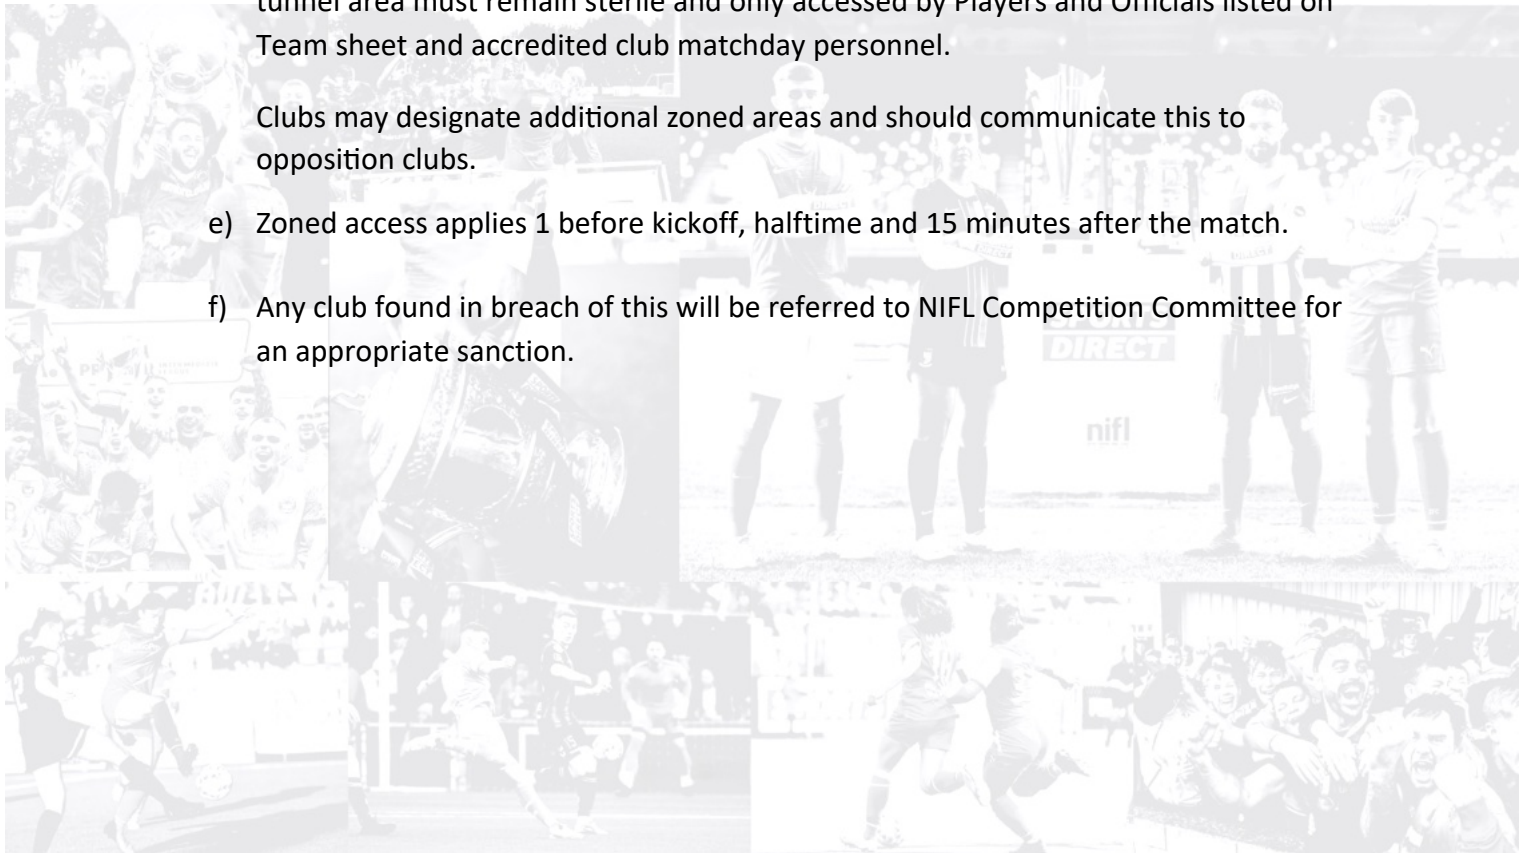 tunnel area must remain sterile and only accessed by Players and Officials listed on
Team sheet and accredited club matchday personnel.
Clubs may designate additional zoned areas and should communicate this to
opposition clubs.
e) Zoned access applies 1 before kickoff, halftime and 15 minutes after the match.
f) Any club found in breach of this will be referred to NIFL Competition Committee for
an appropriate sanction.
SPORTS
DIRECT
nifl